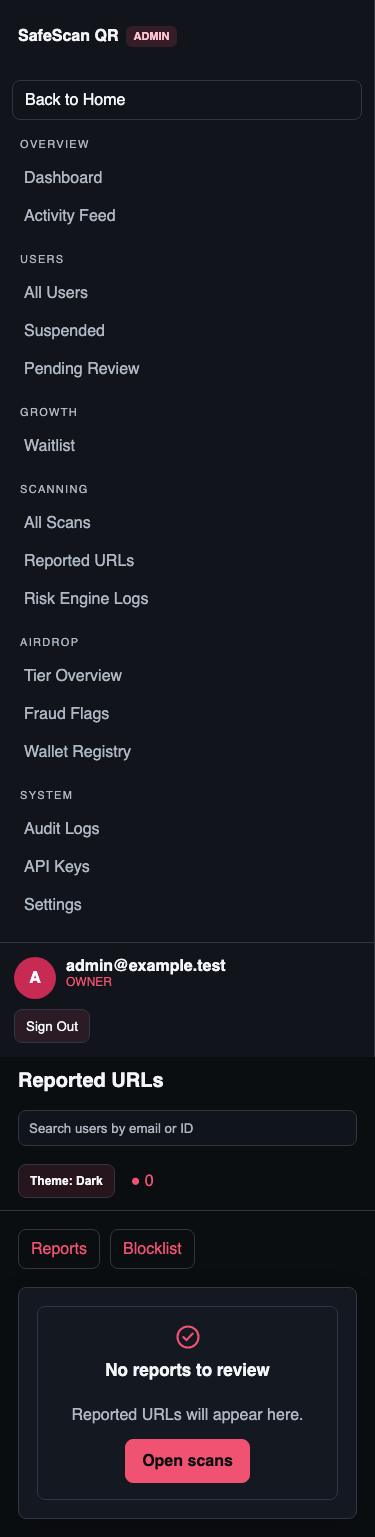 SafeScan QR ADMIN
Back to Home
OVERVIEW
Dashboard
Activity Feed
USERS
All Users
Suspended
Pending Review
GROWTH
Waitlist
SCANNING
All Scans
Reported URLs
Risk Engine Logs
AIRDROP
Tier Overview
Fraud Flags
Wallet Registry
SYSTEM
Audit Logs
API Keys
Settings
A
admin@example.test
OWNER
Sign Out
Reported URLs
Search users by email or ID
Theme: Dark 0
Reports Blocklist
No reports to review
Reported URLs will appear here.
Open scans